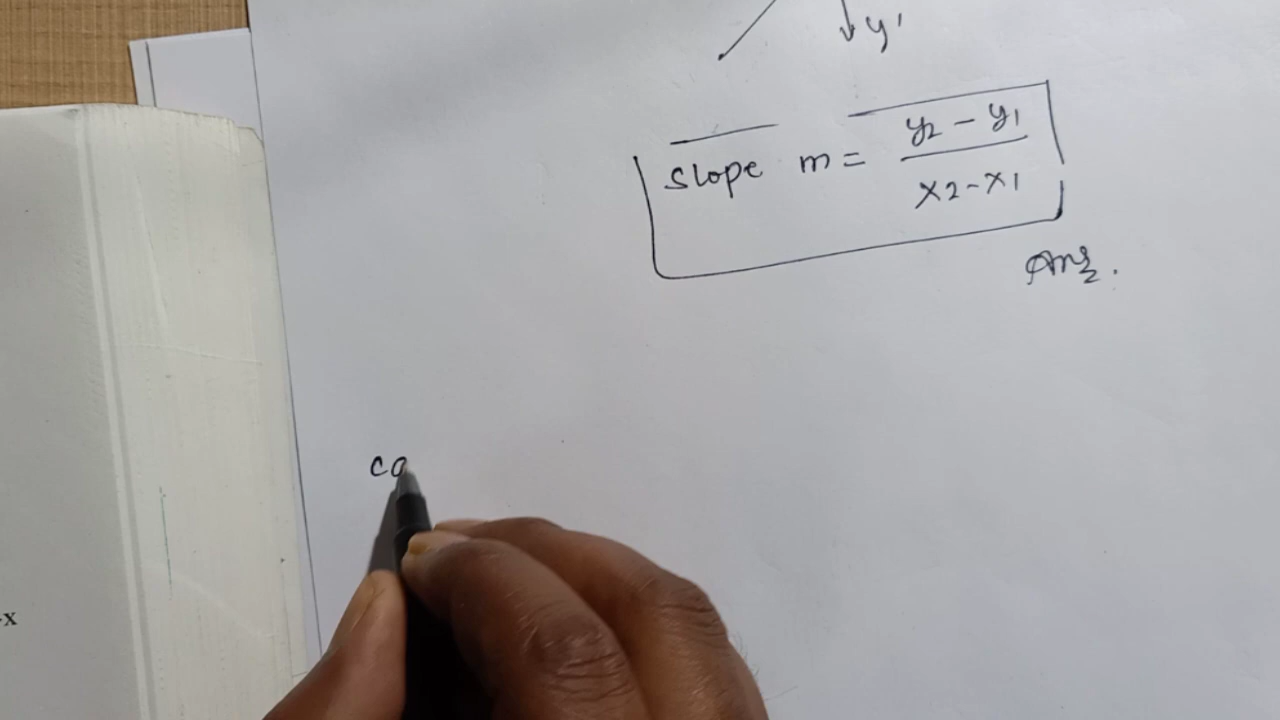 y'
slope m = y2 - y1 / x2 - x1
Ans.
co
x